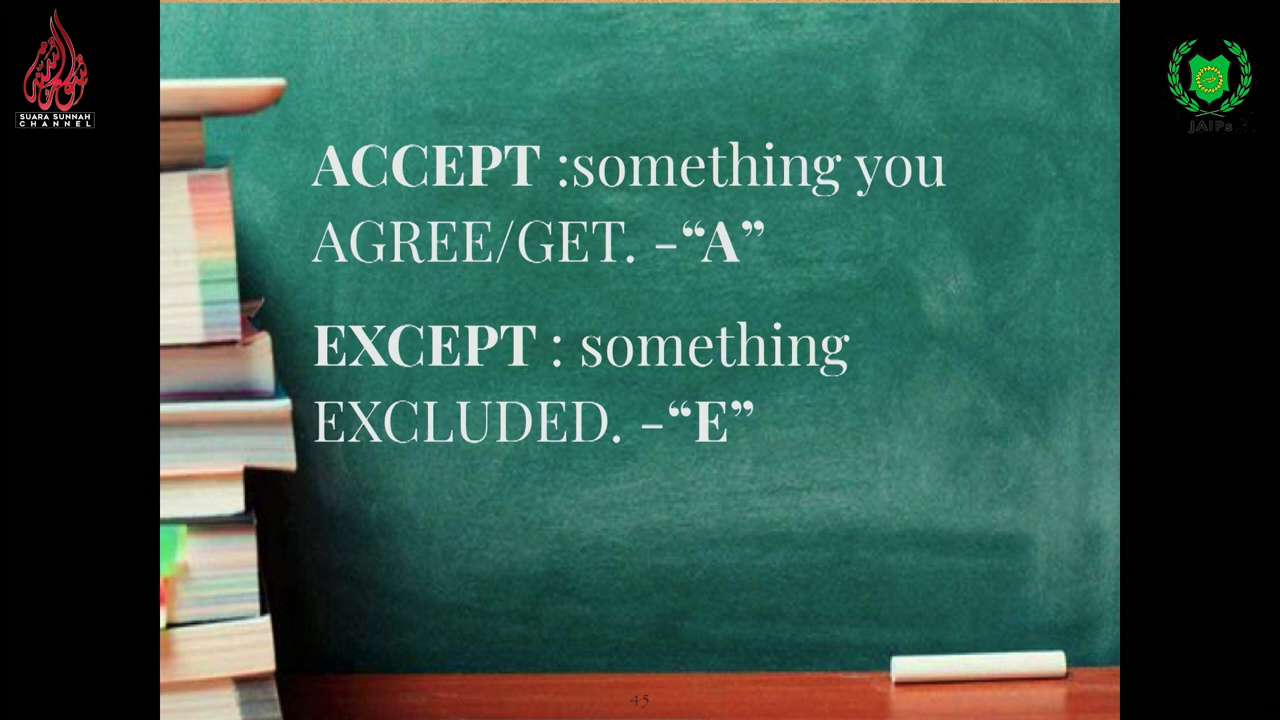 SUARA SUNNAH
CHANNEL
JAIPs
ACCEPT :something you
AGREE/GET. -“A”
EXCEPT : something
EXCLUDED. -“E”
45